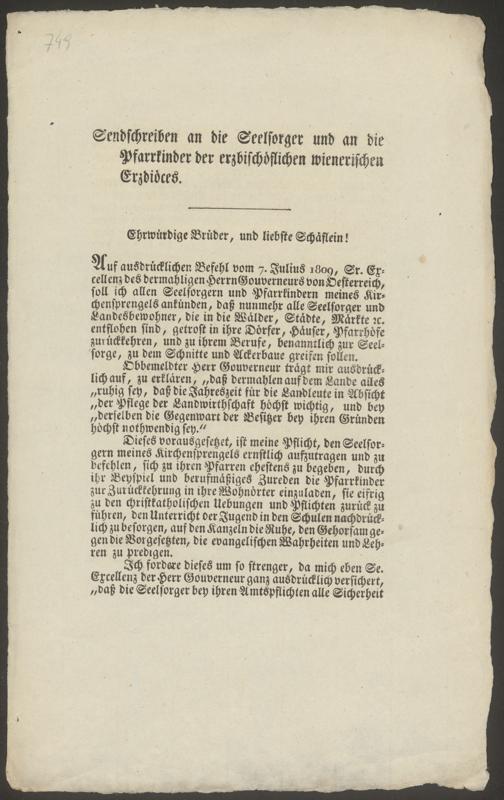 749
Sendschreiben an die Seelsorger und an die
Pfarrkinder der erzbischöflichen wienerischen
Erzdiöces.
Ehrwürdige Brüder, und liebste Schäflein!
Auf ausdrücklichen Befehl vom 7. Julius 1809, Sr. Ex-
cellenz des dermahligen Herrn Gouverneurs von Oesterreich,
soll ich allen Seelsorgern und Pfarrkindern meines Kir-
chensprengels ankünden, daß nunmehr alle Seelsorger und
Landesbewohner, die in die Wälder, Städte, Märkte ꝛc.
entflohen sind, getrost in ihre Dörfer, Häuser, Pfarrhöfe
zurückkehren, und zu ihrem Berufe, benanntlich zur Seel-
sorge, zu dem Schnitte und Ackerbaue greifen sollen.
Obbemeldter Herr Gouverneur trägt mir ausdrück-
lich auf, zu erklären, „daß dermahlen auf dem Lande alles
„ruhig sey, daß die Jahreszeit für die Landleute in Absicht
„der Pflege der Landwirthschaft höchst wichtig, und bey
„derselben die Gegenwart der Besitzer bey ihren Gründen
höchst nothwendig sey.“
Dieses vorausgesetzet, ist meine Pflicht, den Seelsor-
gern meines Kirchensprengels ernstlich aufzutragen und zu
befehlen, sich zu ihren Pfarren ehestens zu begeben, durch
ihr Beyspiel und berufmäßiges Zureden die Pfarrkinder
zur Zurückkehrung in ihre Wohnörter einzuladen, sie eifrig
zu den christkatholischen Uebungen und Pflichten zurück zu
führen, den Unterricht der Jugend in den Schulen nachdrück-
lich zu besorgen, auf den Kanzeln die Ruhe, den Gehorsam ge-
gen die Vorgesetzten, die evangelischen Wahrheiten und Leh-
ren zu predigen.
Ich fordere dieses um so strenger, da mich eben Se.
Excellenz der Herr Gouverneur ganz ausdrücklich versichert,
„daß die Seelsorger bey ihren Amtspflichten alle Sicherheit